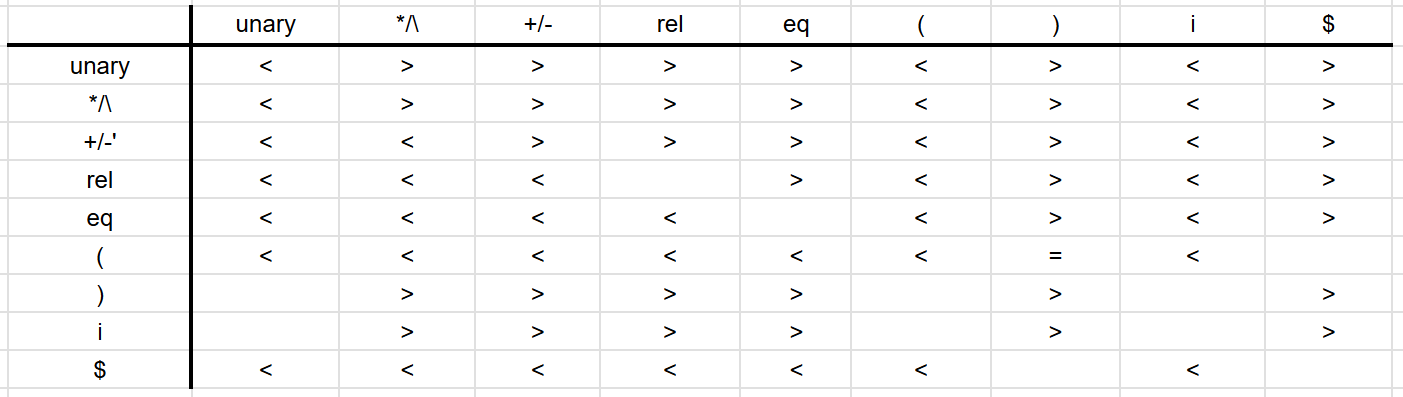 unary */\ +/- rel eq ( ) i $
unary < > > > > < > < >
*/\ < > > > > < > < >
+/-' < < > > > < > < >
rel < < < > < > < >
eq < < < < < > < >
( < < < < < < = <
) > > > > > >
i > > > > > >
$ < < < < < < <